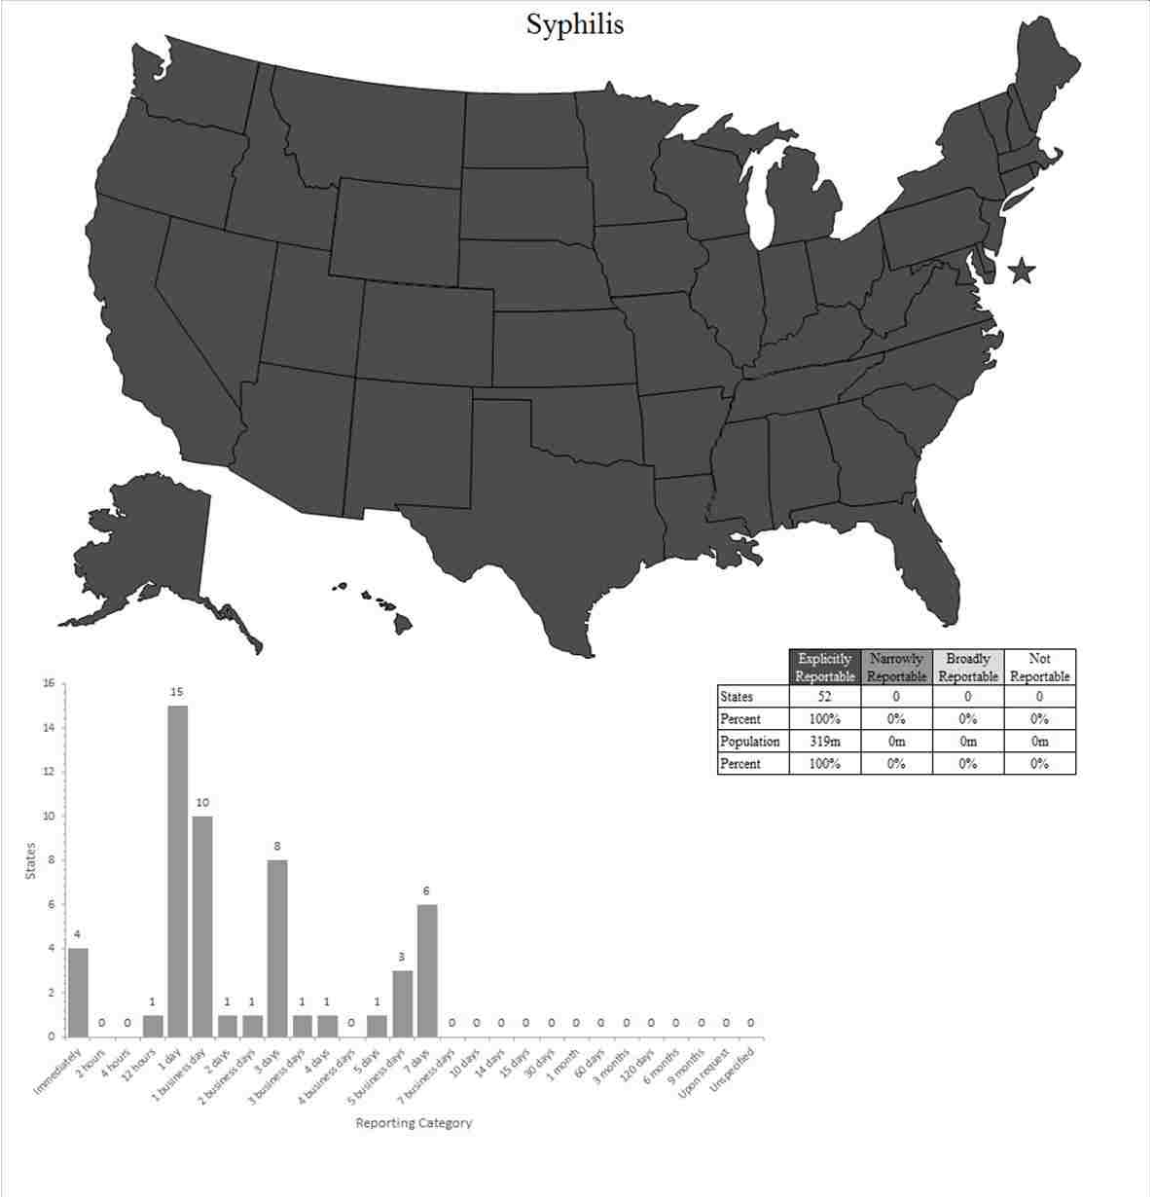 Syphilis
Explicitly Reportable Narrowly Reportable Broadly Reportable Not Reportable
States 52 0 0 0
Percent 100% 0% 0% 0%
Population 319m 0m 0m 0m
Percent 100% 0% 0% 0%
States
16
14
12
10
8
6
4
2
0
4 0 0 1 15 10 1 1 8 1 1 0 1 3 6 0 0 0 0 0 0 0 0 0 0 0 0 0
Immediately
2 hours
4 hours
12 hours
1 day
1 business day
2 days
2 business days
3 days
3 business days
4 days
4 business days
5 days
5 business days
7 days
7 business days
10 days
14 days
15 days
30 days
1 month
60 days
3 months
120 days
6 months
9 months
Upon request
Unspecified
Reporting Category